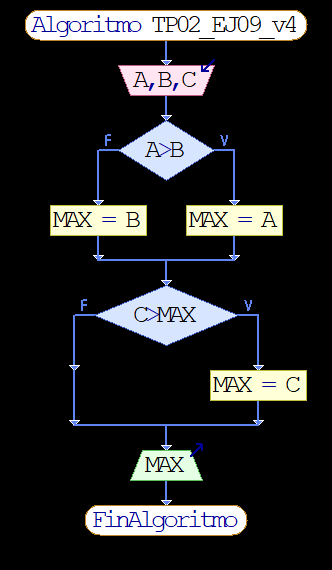 Algoritmo TP02_EJ09_v4
A,B,C
F
V
A>B
MAX = B
MAX = A
F
V
C>MAX
MAX = C
MAX
FinAlgoritmo